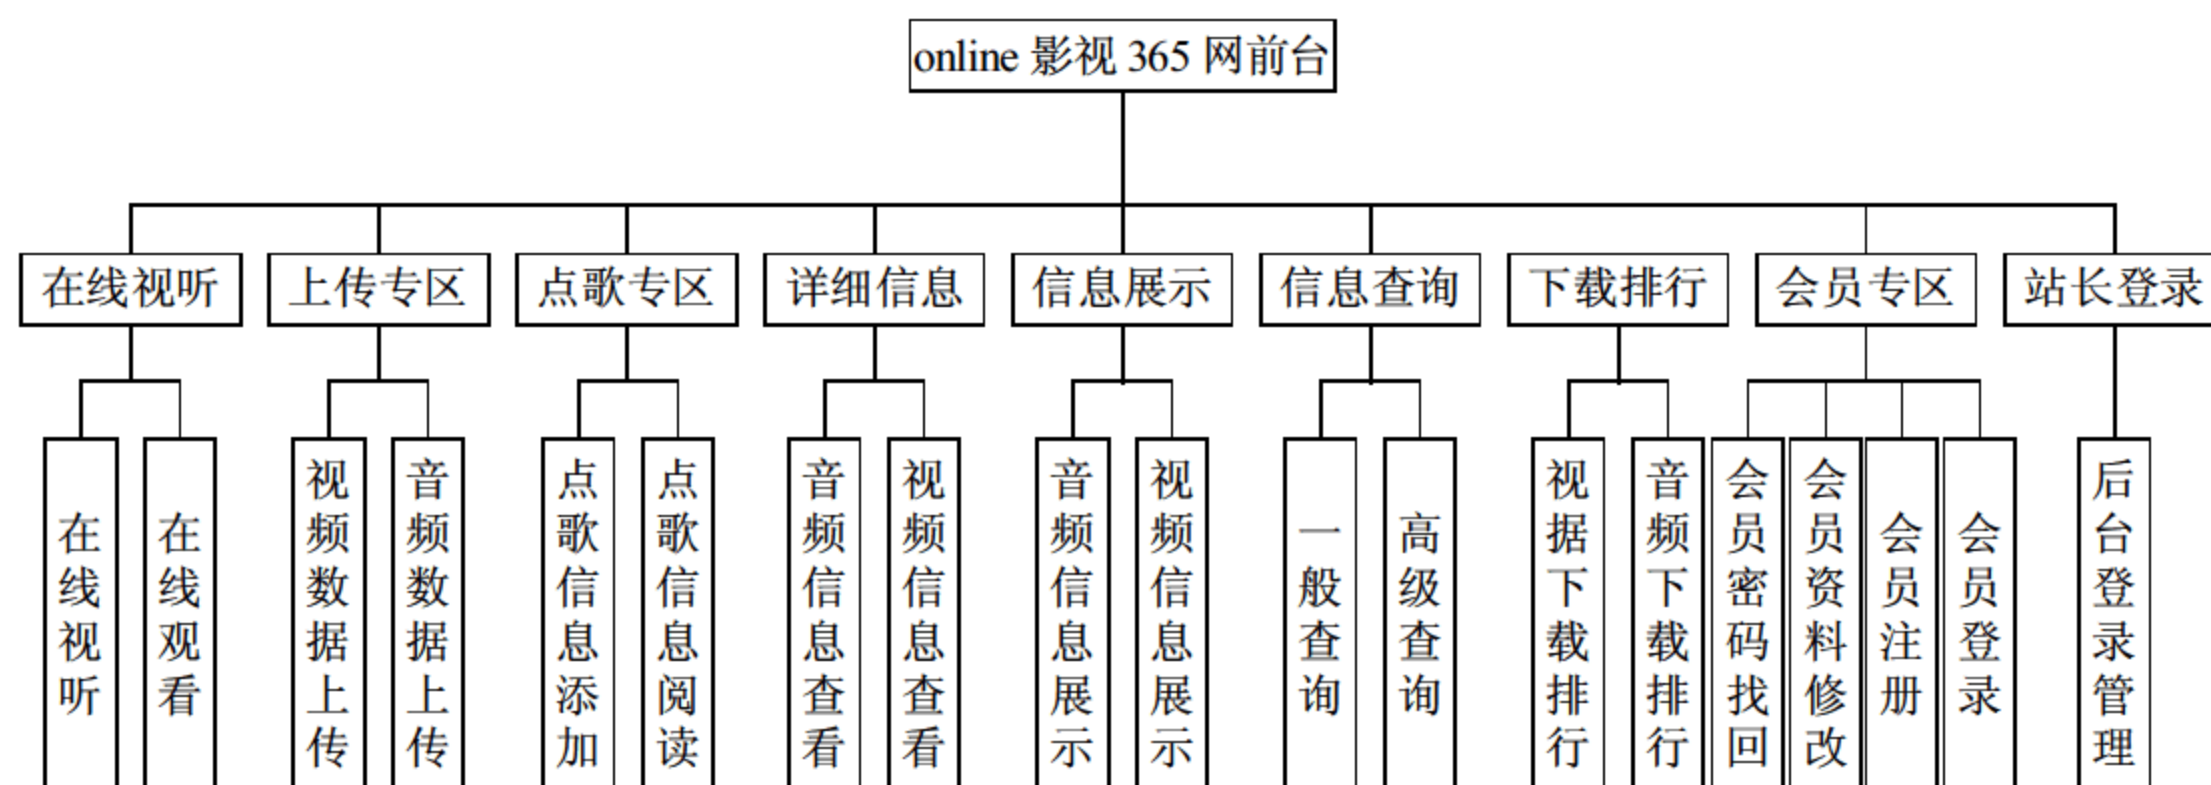 online 影视 365 网前台
在线视听
上传专区
点歌专区
详细信息
信息展示
信息查询
下载排行
会员专区
站长登录
在线视听
在线观看
视频数据上传
音频数据上传
点歌信息添加
点歌信息阅读
音频信息查看
视频信息查看
音频信息展示
视频信息展示
一般查询
高级查询
视据下载排行
音频下载排行
会员密码找回
会员资料修改
会员注册
会员登录
后台登录管理